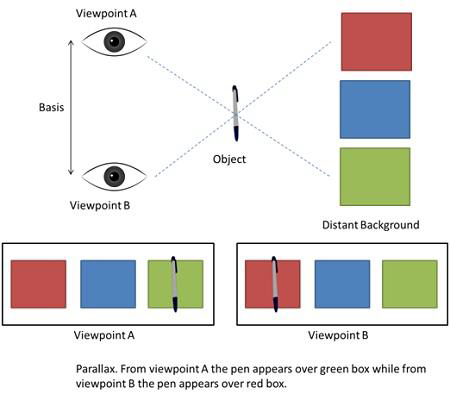 Viewpoint A
Basis
Object
Viewpoint B
Distant Background
Viewpoint A
Viewpoint B
Parallax. From viewpoint A the pen appears over green box while from
viewpoint B the pen appears over red box.